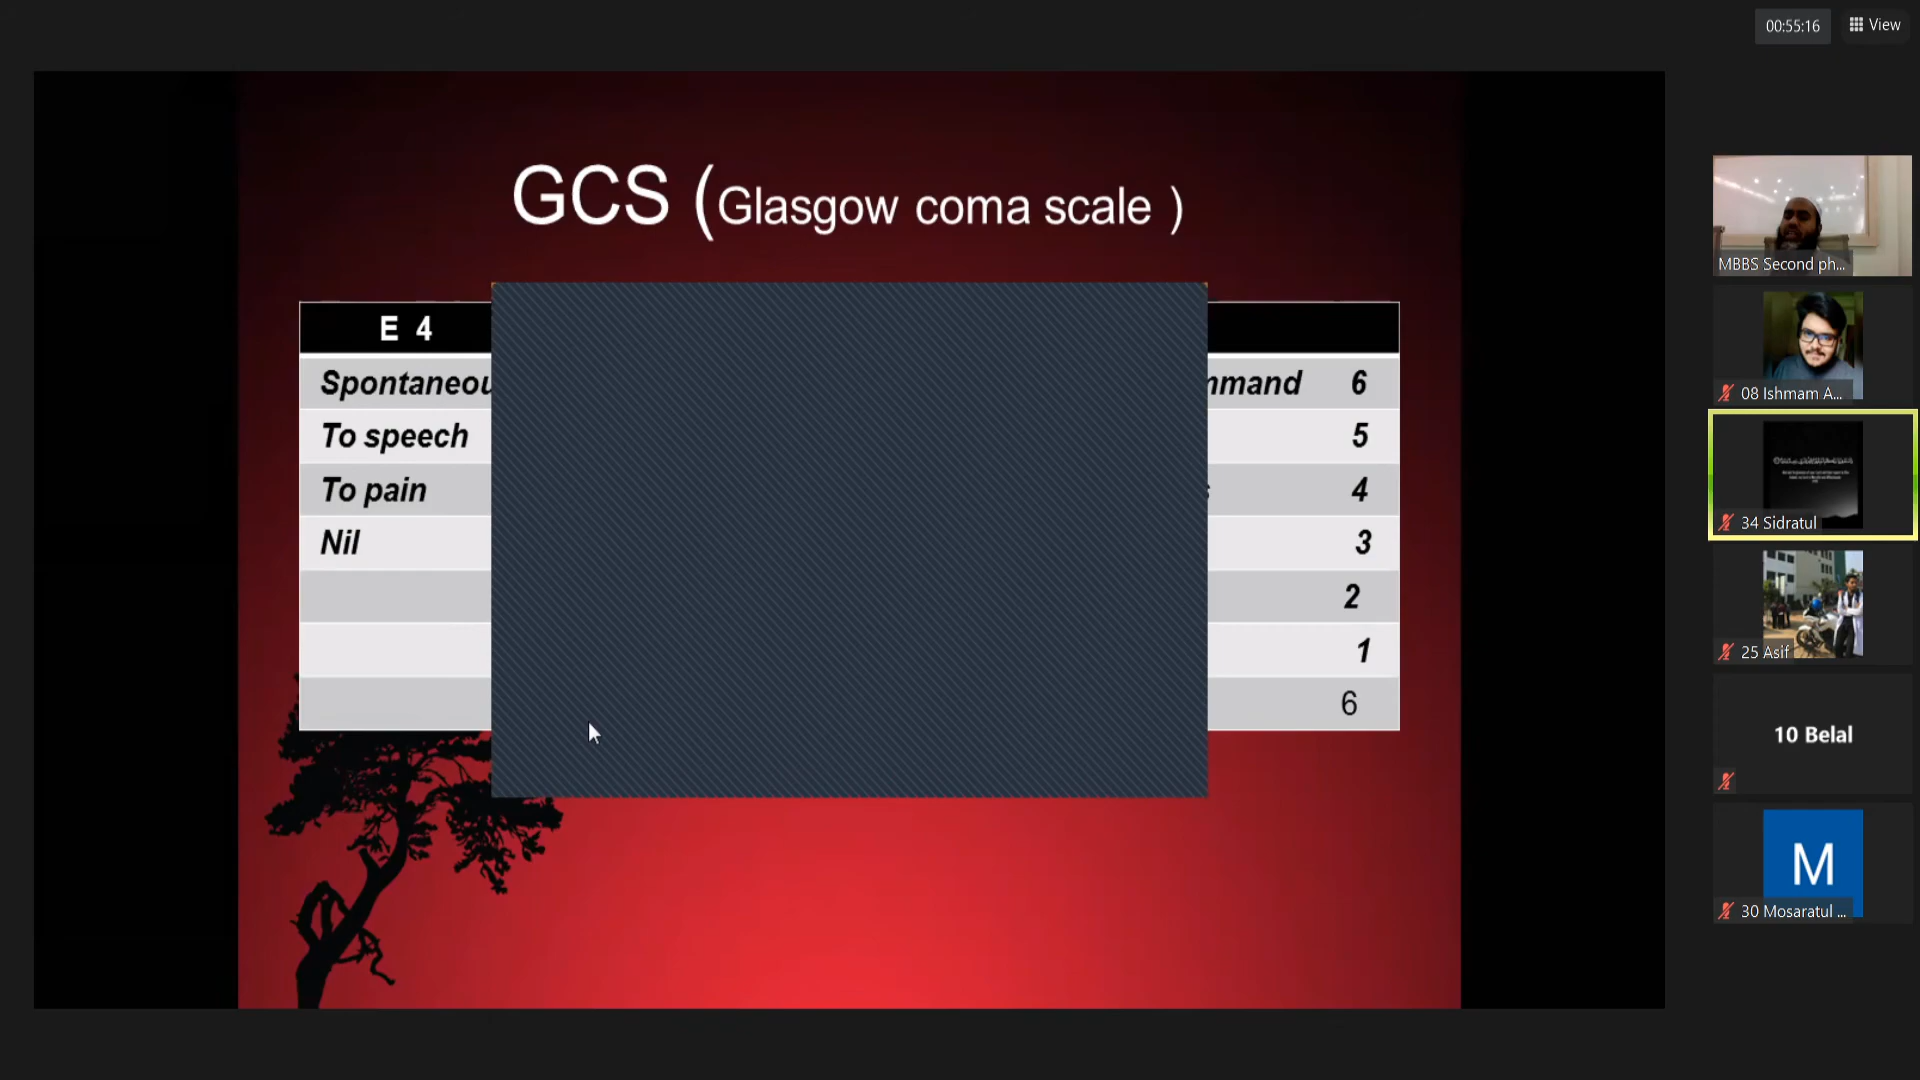 00:55:16 View
GCS (Glasgow coma scale )
E 4
Spontaneou mmand 6
To speech 5
To pain 4
Nil 3
2
1
6
MBBS Second ph...
08 Ishmam A...
34 Sidratul
25 Asif
10 Belal
M
30 Mosaratul ...